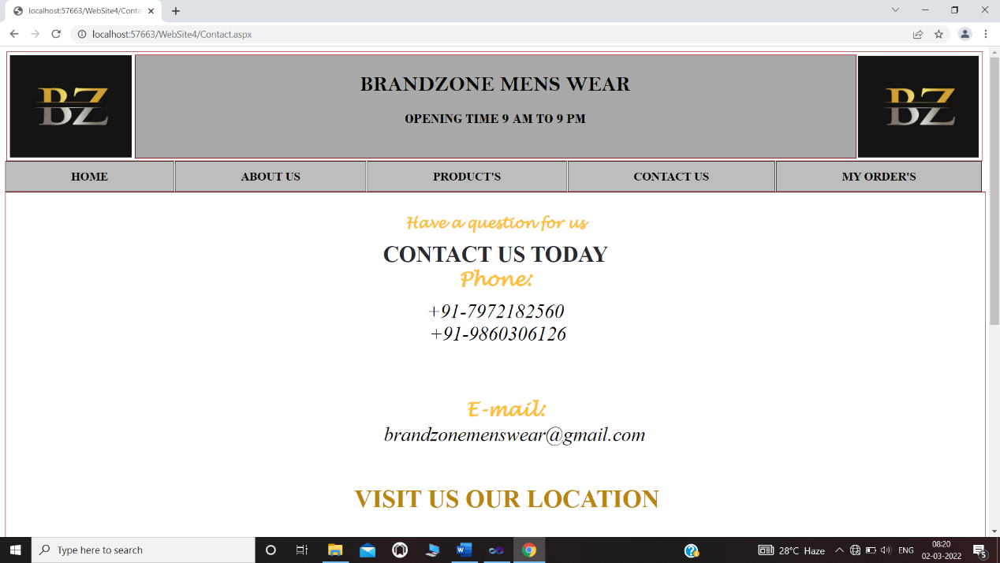 localhost:57663/WebSite4/Conta
localhost:57663/WebSite4/Contact.aspx
BZ
BRANDZONE MENS WEAR
OPENING TIME 9 AM TO 9 PM
BZ
HOME
ABOUT US
PRODUCT'S
CONTACT US
MY ORDER'S
Have a question for us
CONTACT US TODAY
Phone:
+91-7972182560
+91-9860306126
E-mail:
brandzonemenswear@gmail.com
VISIT US OUR LOCATION
Type here to search
28°C Haze
ENG
08:20
02-03-2022
5